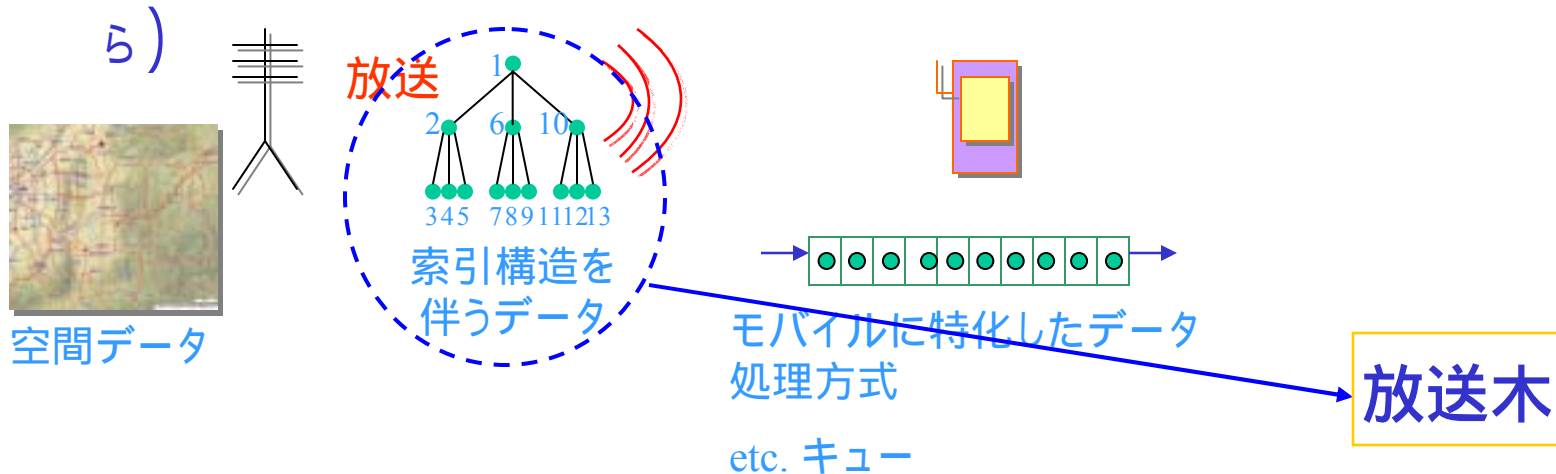 ら)
放送
1
2 6 10
345 789 111213
索引構造を
伴うデータ
空間データ
モバイルに特化したデータ
処理方式
etc. キュー
放送木